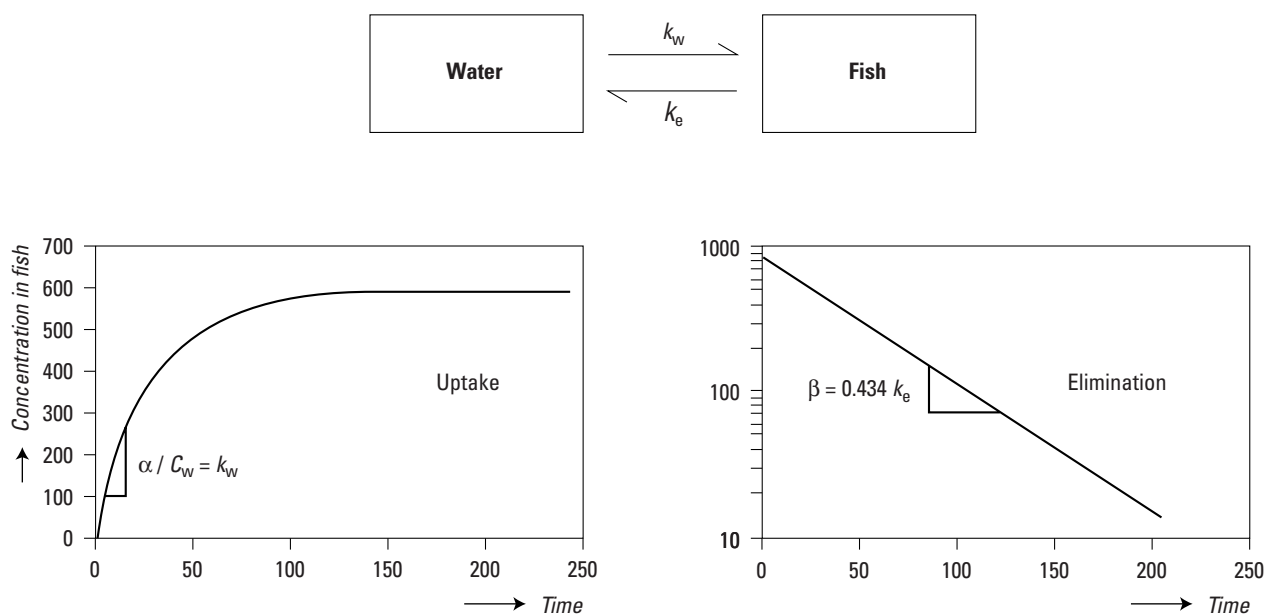 Water
k_w
k_e
Fish
Concentration in fish
700
600
500
400
300
200
100
0
Uptake
α / C_w = k_w
0 50 100 150 200 250
Time
1000
100
10
Elimination
β = 0.434 k_e
0 50 100 150 200 250
Time